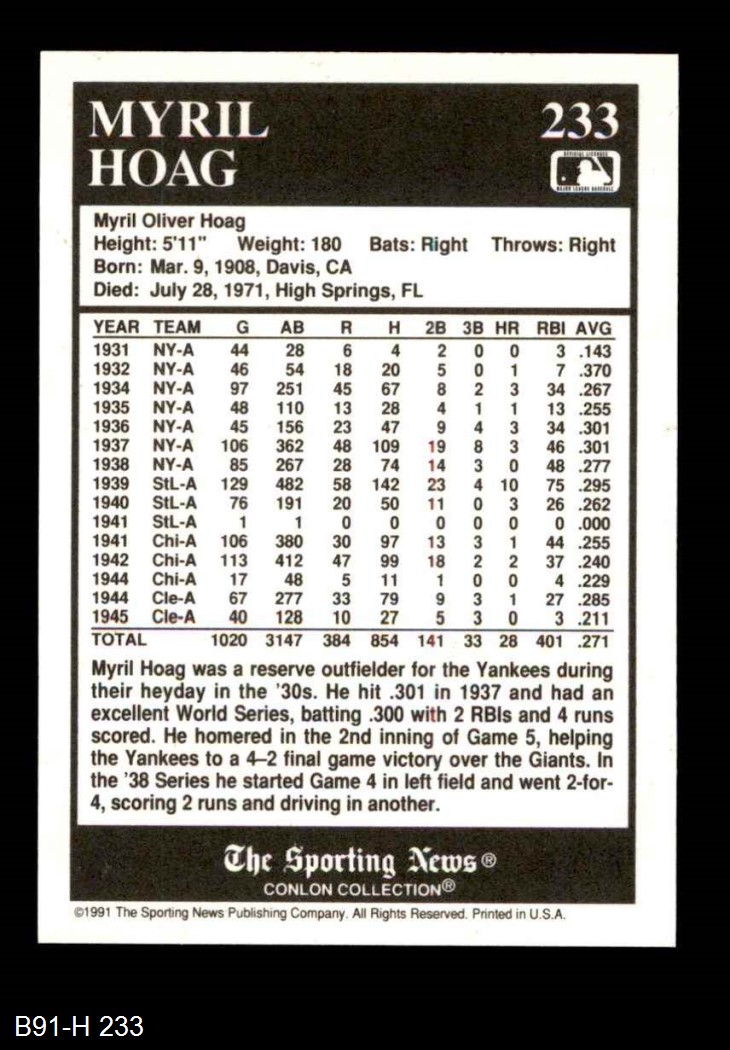 MYRIL 233
HOAG
OFFICIAL LICENSEE
MAJOR LEAGUE BASEBALL
Myril Oliver Hoag
Height: 5'11" Weight: 180 Bats: Right Throws: Right
Born: Mar. 9, 1908, Davis, CA
Died: July 28, 1971, High Springs, FL
YEAR TEAM G AB R H 2B 3B HR RBI AVG
1931 NY-A 44 28 6 4 2 0 0 3 .143
1932 NY-A 46 54 18 20 5 0 1 7 .370
1934 NY-A 97 251 45 67 8 2 3 34 .267
1935 NY-A 48 110 13 28 4 1 1 13 .255
1936 NY-A 45 156 23 47 9 4 3 34 .301
1937 NY-A 106 362 48 109 19 8 3 46 .301
1938 NY-A 85 267 28 74 14 3 0 48 .277
1939 StL-A 129 482 58 142 23 4 10 75 .295
1940 StL-A 76 191 20 50 11 0 3 26 .262
1941 StL-A 1 1 0 0 0 0 0 0 .000
1941 Chi-A 106 380 30 97 13 3 1 44 .255
1942 Chi-A 113 412 47 99 18 2 2 37 .240
1944 Chi-A 17 48 5 11 1 0 0 4 .229
1944 Cle-A 67 277 33 79 9 3 1 27 .285
1945 Cle-A 40 128 10 27 5 3 0 3 .211
TOTAL 1020 3147 384 854 141 33 28 401 .271
Myril Hoag was a reserve outfielder for the Yankees during
their heyday in the '30s. He hit .301 in 1937 and had an
excellent World Series, batting .300 with 2 RBIs and 4 runs
scored. He homered in the 2nd inning of Game 5, helping
the Yankees to a 4–2 final game victory over the Giants. In
the '38 Series he started Game 4 in left field and went 2-for-
4, scoring 2 runs and driving in another.
The Sporting News®
CONLON COLLECTION®
©1991 The Sporting News Publishing Company. All Rights Reserved. Printed in U.S.A.
B91-H 233